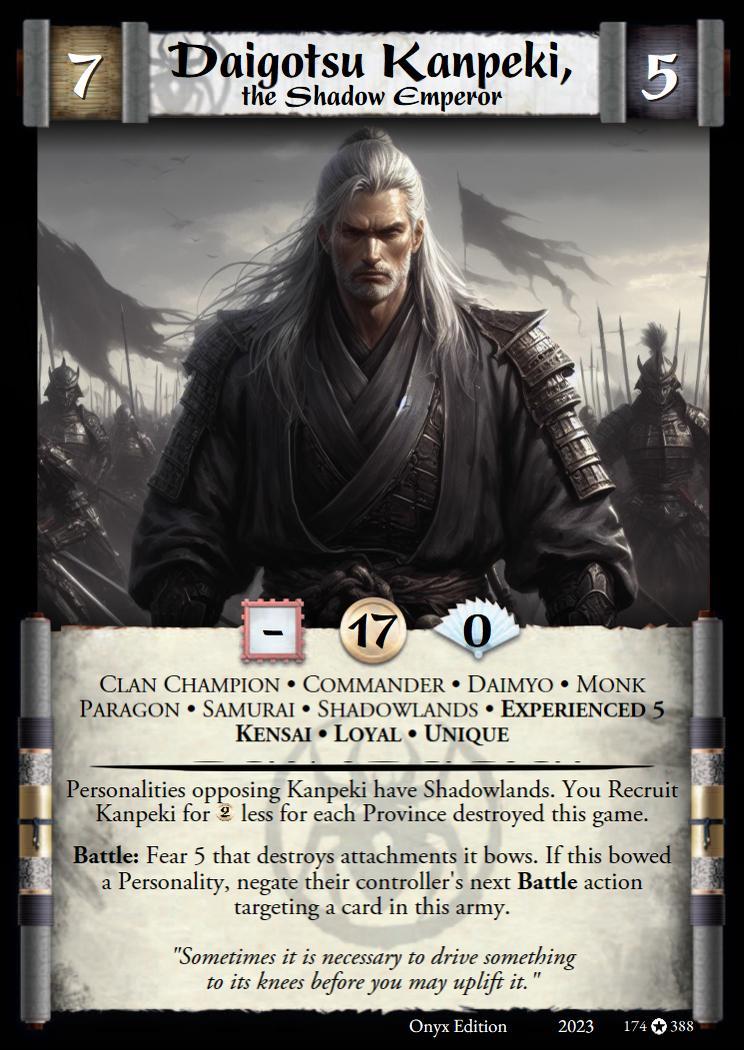 7
Daigotsu Kanpeki,
the Shadow Emperor
5
-
17
0
Clan Champion • Commander • Daimyo • Monk
Paragon • Samurai • Shadowlands • Experienced 5
Kensai • Loyal • Unique
Personalities opposing Kanpeki have Shadowlands. You Recruit
Kanpeki for 2 less for each Province destroyed this game.
Battle: Fear 5 that destroys attachments it bows. If this bowed
a Personality, negate their controller's next Battle action
targeting a card in this army.
"Sometimes it is necessary to drive something
to its knees before you may uplift it."
Onyx Edition 2023 174 ✪ 388